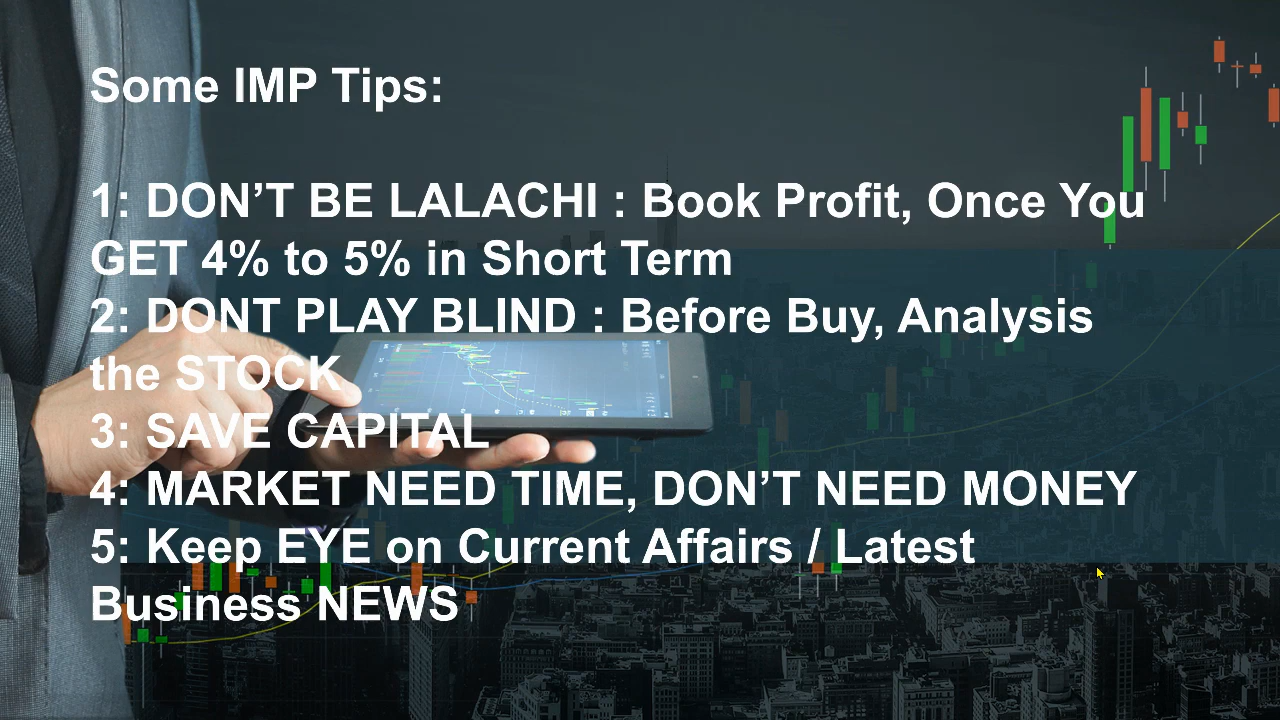 Some IMP Tips:
1: DON’T BE LALACHI : Book Profit, Once You
GET 4% to 5% in Short Term
2: DONT PLAY BLIND : Before Buy, Analysis
the STOCK
3: SAVE CAPITAL
4: MARKET NEED TIME, DON’T NEED MONEY
5: Keep EYE on Current Affairs / Latest
Business NEWS